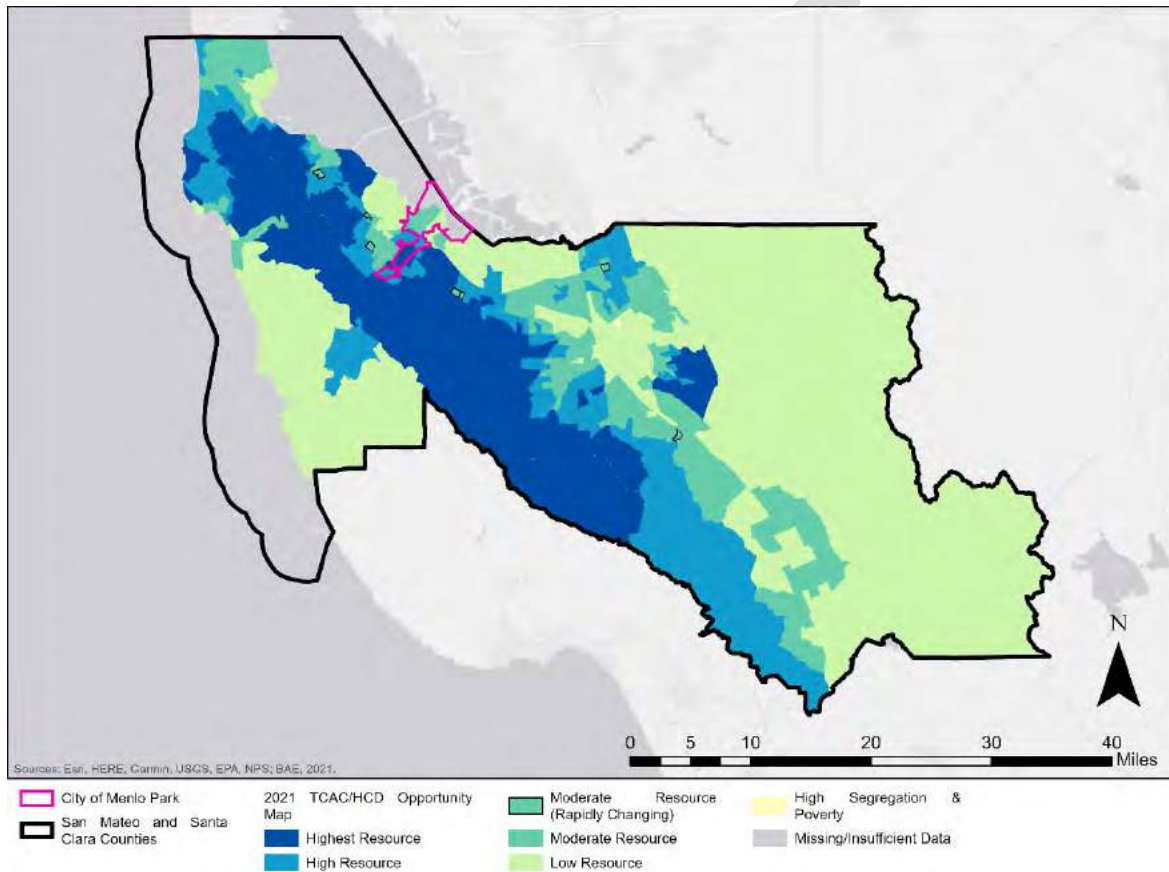 N
0 5 10 20 30 40
Miles
Sources: Esri, HERE, Garmin, USGS, EPA, NPS; BAE, 2021.
City of Menlo Park
San Mateo and Santa
Clara Counties
2021 TCAC/HCD Opportunity
Map
Highest Resource
High Resource
Moderate Resource
(Rapidly Changing)
Moderate Resource
Low Resource
High Segregation &
Poverty
Missing/Insufficient Data